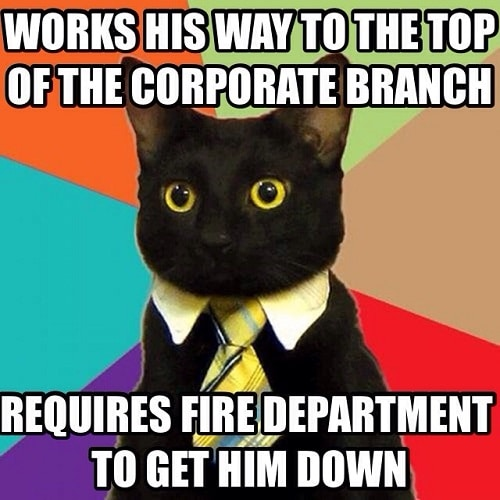 WORKS HIS WAY TO THE TOP
OF THE CORPORATE BRANCH
REQUIRES FIRE DEPARTMENT
TO GET HIM DOWN